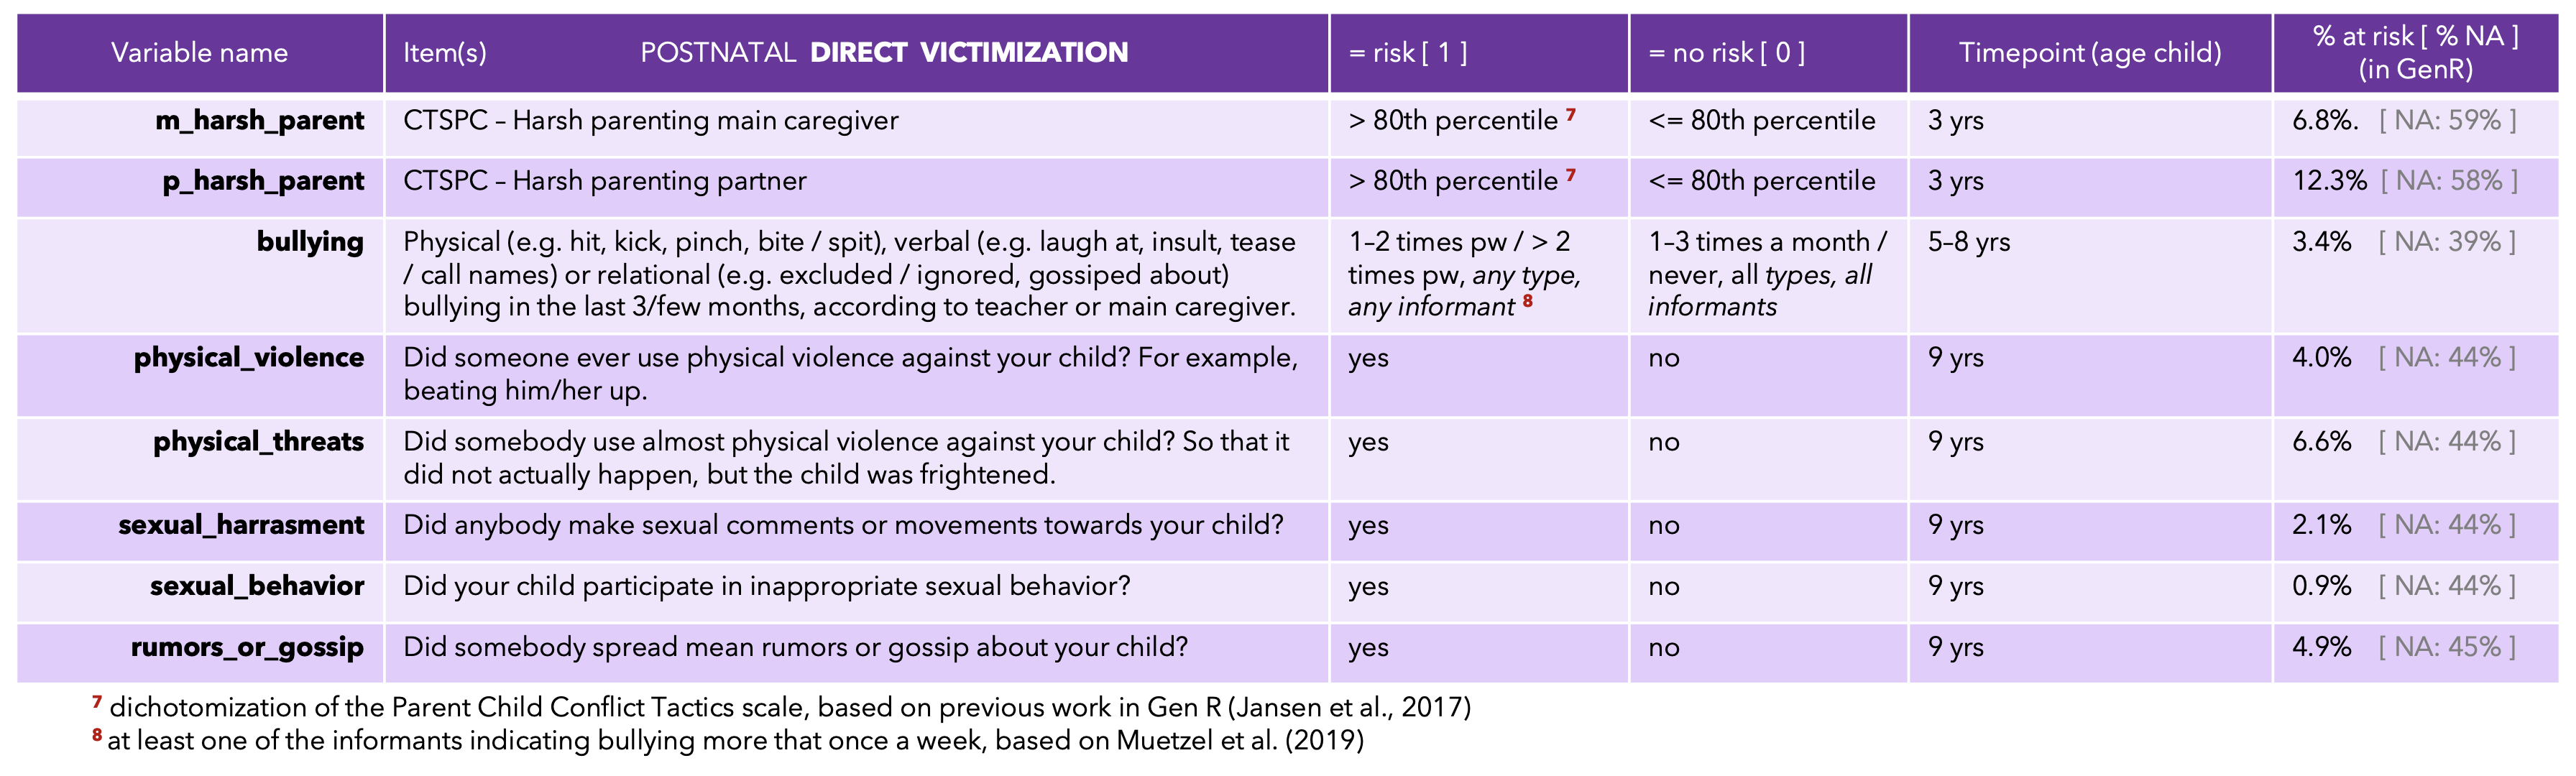 Variable name Item(s) POSTNATAL DIRECT VICTIMIZATION = risk [ 1 ] = no risk [ 0 ] Timepoint (age child) % at risk [ % NA ]
(in GenR)
m_harsh_parent CTSPC – Harsh parenting main caregiver > 80th percentile 7 <= 80th percentile 3 yrs 6.8%. [ NA: 59% ]
p_harsh_parent CTSPC – Harsh parenting partner > 80th percentile 7 <= 80th percentile 3 yrs 12.3% [ NA: 58% ]
bullying Physical (e.g. hit, kick, pinch, bite / spit), verbal (e.g. laugh at, insult, tease 1–2 times pw / > 2 1–3 times a month / 5–8 yrs 3.4% [ NA: 39% ]
/ call names) or relational (e.g. excluded / ignored, gossiped about) times pw, any type, never, all types, all
bullying in the last 3/few months, according to teacher or main caregiver. any informant 8 informants
physical_violence Did someone ever use physical violence against your child? For example, yes no 9 yrs 4.0% [ NA: 44% ]
beating him/her up.
physical_threats Did somebody use almost physical violence against your child? So that it yes no 9 yrs 6.6% [ NA: 44% ]
did not actually happen, but the child was frightened.
sexual_harrasment Did anybody make sexual comments or movements towards your child? yes no 9 yrs 2.1% [ NA: 44% ]
sexual_behavior Did your child participate in inappropriate sexual behavior? yes no 9 yrs 0.9% [ NA: 44% ]
rumors_or_gossip Did somebody spread mean rumors or gossip about your child? yes no 9 yrs 4.9% [ NA: 45% ]
7 dichotomization of the Parent Child Conflict Tactics scale, based on previous work in Gen R (Jansen et al., 2017)
8 at least one of the informants indicating bullying more that once a week, based on Muetzel et al. (2019)